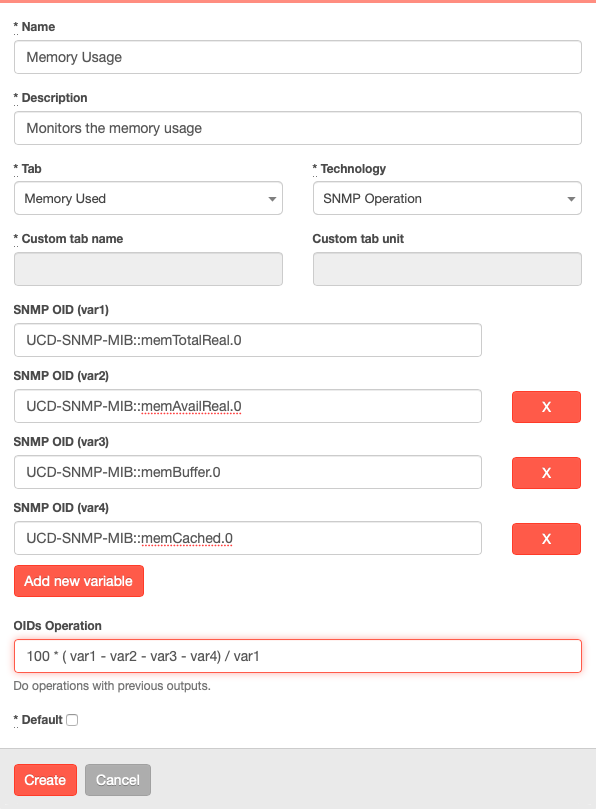 * Name
Memory Usage
* Description
Monitors the memory usage
* Tab
* Technology
Memory Used
SNMP Operation
* Custom tab name
Custom tab unit
SNMP OID (var1)
UCD-SNMP-MIB::memTotalReal.0
SNMP OID (var2)
UCD-SNMP-MIB::memAvailReal.0
X
SNMP OID (var3)
UCD-SNMP-MIB::memBuffer.0
X
SNMP OID (var4)
UCD-SNMP-MIB::memCached.0
X
Add new variable
OIDs Operation
100 * ( var1 - var2 - var3 - var4) / var1
Do operations with previous outputs.
* Default
Create
Cancel